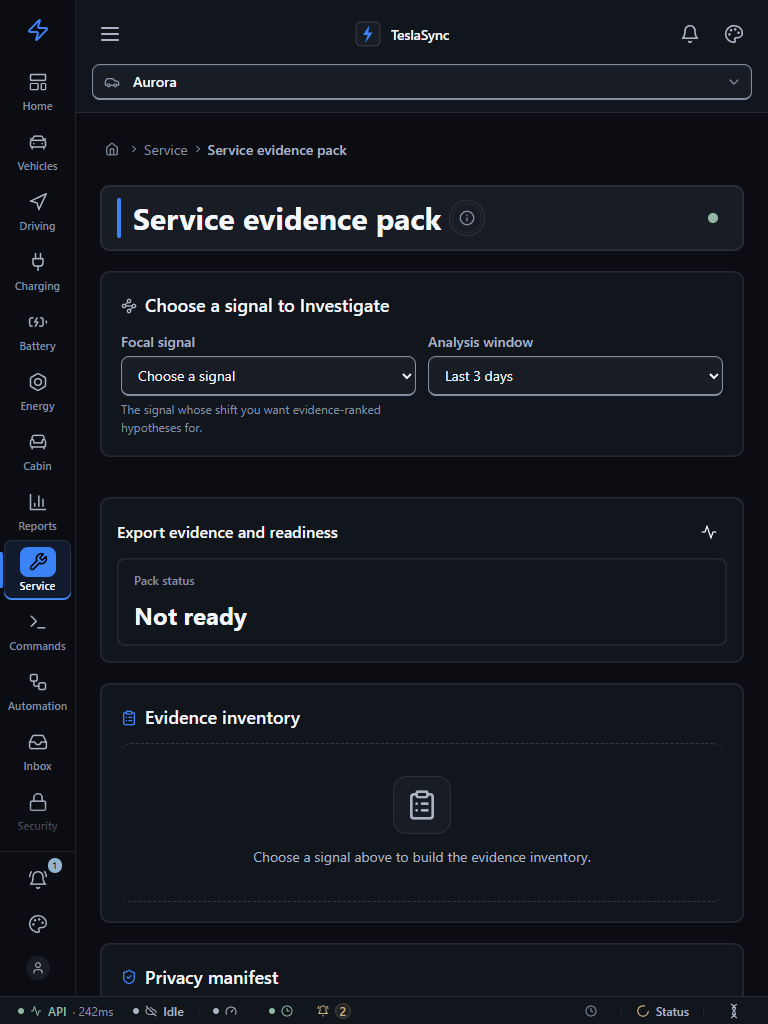 TeslaSync
Aurora
Home
Vehicles
Driving
Charging
Battery
Energy
Cabin
Reports
Service
Commands
Automation
Inbox
Security
1
Service
Service evidence pack
Service evidence pack
Choose a signal to Investigate
Focal signal
Choose a signal
The signal whose shift you want evidence-ranked
hypotheses for.
Analysis window
Last 3 days
Export evidence and readiness
Pack status
Not ready
Evidence inventory
Choose a signal above to build the evidence inventory.
Privacy manifest
API · 242ms
Idle
2
Status